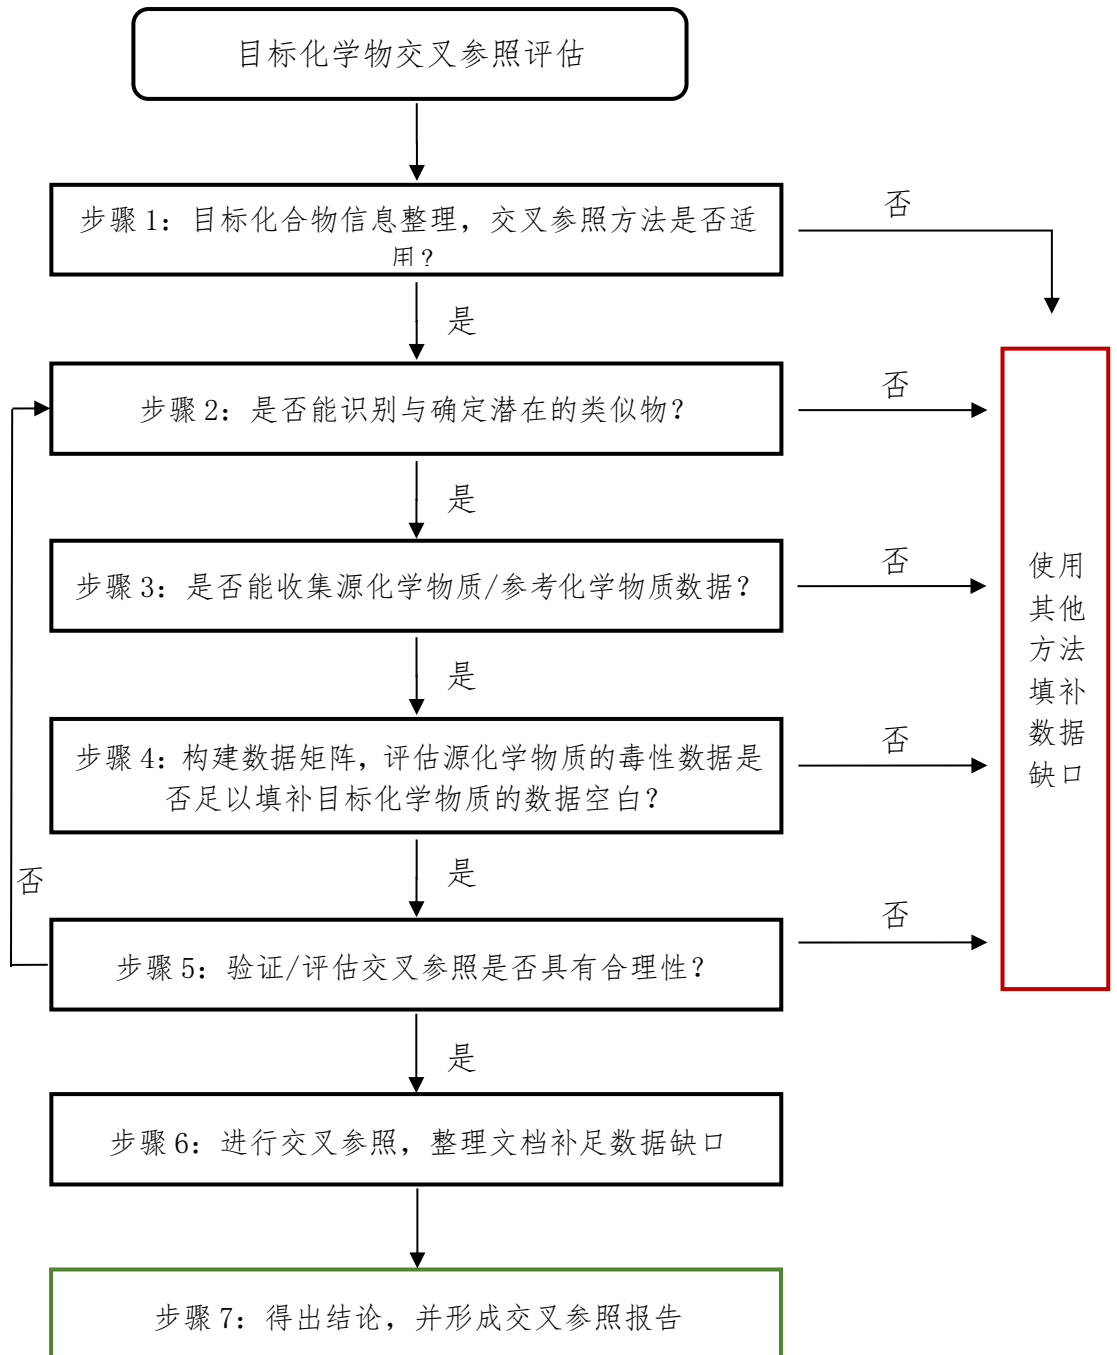 目标化学物交叉参照评估
步骤 1：目标化合物信息整理，交叉参照方法是否适
用？
否
是
步骤 2：是否能识别与确定潜在的类似物？
否
是
步骤 3：是否能收集源化学物质/参考化学物质数据？
否
是
步骤 4：构建数据矩阵，评估源化学物质的毒性数据是
否足以填补目标化学物质的数据空白？
否
是
否
步骤 5：验证/评估交叉参照是否具有合理性？
否
是
使用
其他
方法
填补
数据
缺口
步骤 6：进行交叉参照，整理文档补足数据缺口
步骤 7：得出结论，并形成交叉参照报告